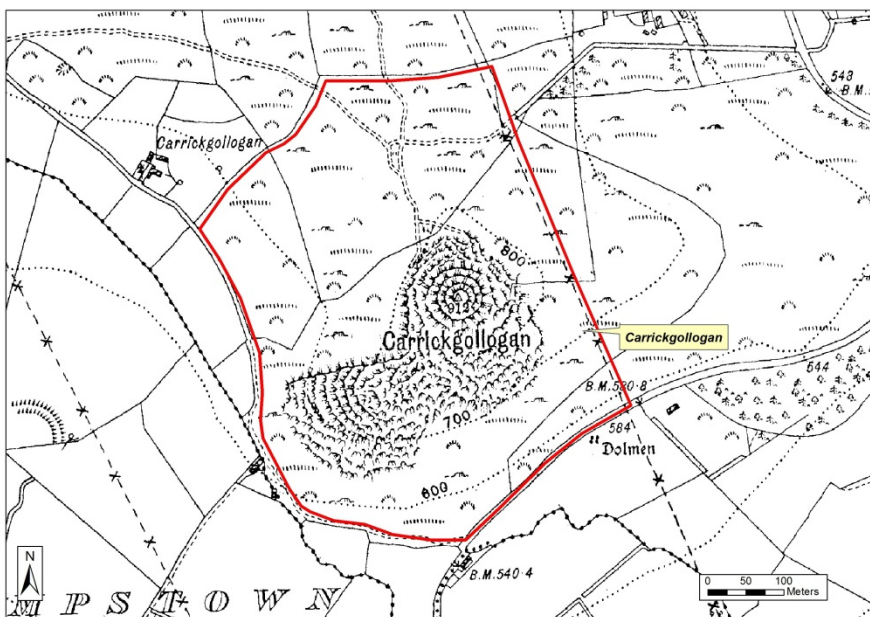 543
B.M.
Carrickgollogan
800
912
Carrickgollogan
Carrickgollogan
B.M. 580·8
544
700
584
Dolmen
600
N
B.M. 540·4
0 50 100
Meters
MPSTOWN